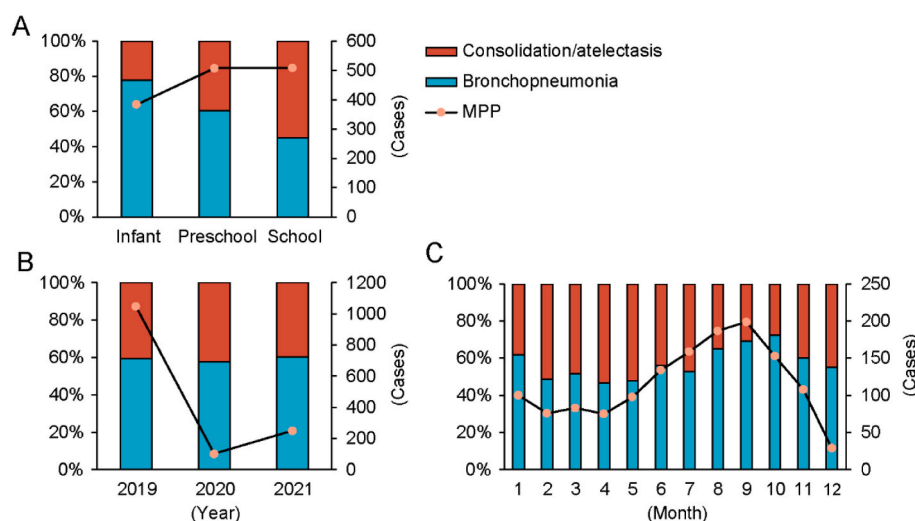 A
100%
80%
60%
40%
20%
0%
600
500
400
300
200
100
0
(Cases)
Infant Preschool School
Consolidation/atelectasis
Bronchopneumonia
MPP
B
100%
80%
60%
40%
20%
0%
1200
1000
800
600
400
200
0
(Cases)
2019 2020 2021
(Year)
C
100%
80%
60%
40%
20%
0%
250
200
150
100
50
0
(Cases)
1 2 3 4 5 6 7 8 9 10 11 12
(Month)